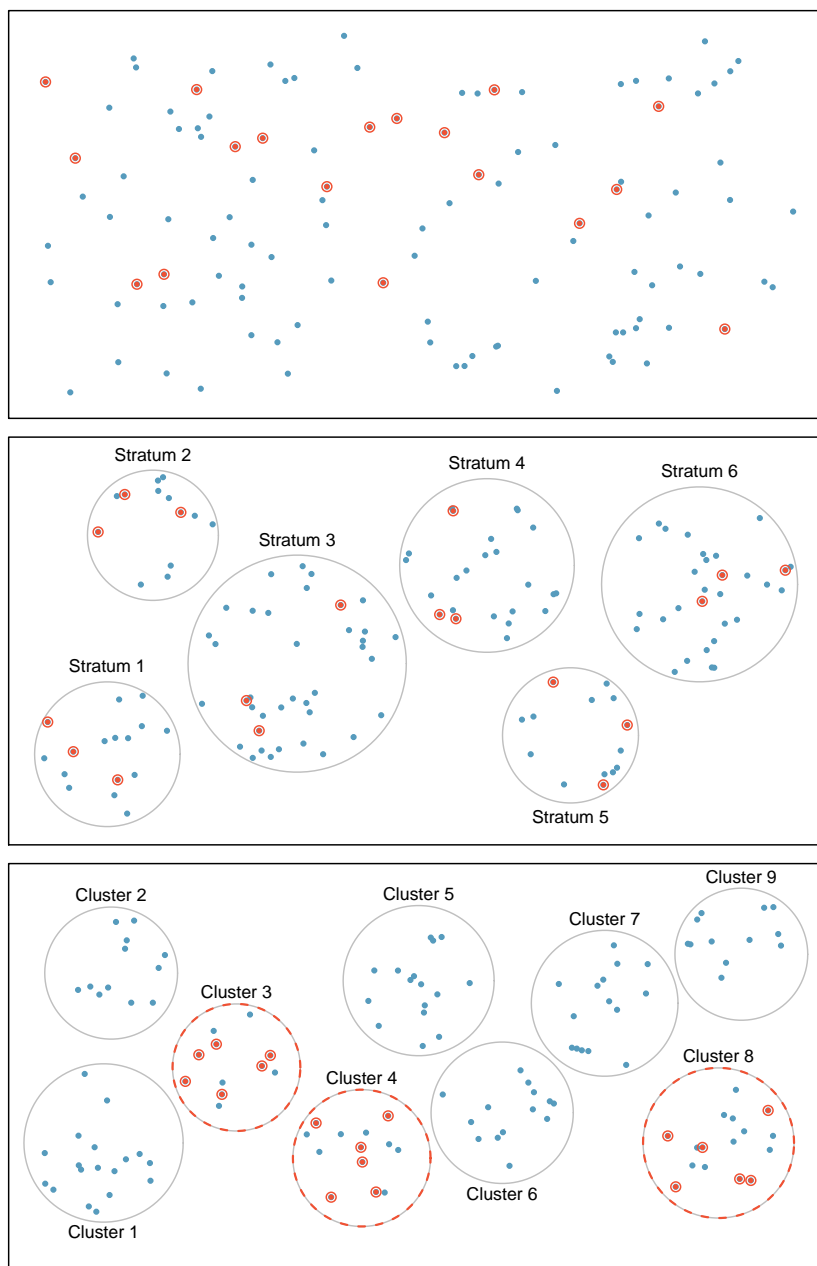 Stratum 2
Stratum 4
Stratum 6
Stratum 3
Stratum 1
Stratum 5
Cluster 2
Cluster 5
Cluster 9
Cluster 7
Cluster 3
Cluster 8
Cluster 4
Cluster 6
Cluster 1